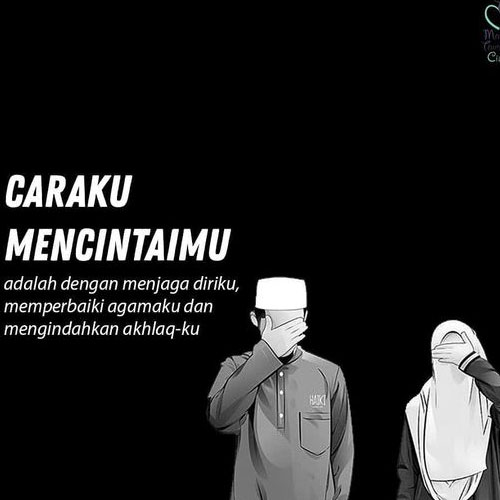 CARAKU
MENCINTAIMU
adalah dengan menjaga diriku,
memperbaiki agamaku dan
mengindahkan akhlaq-ku